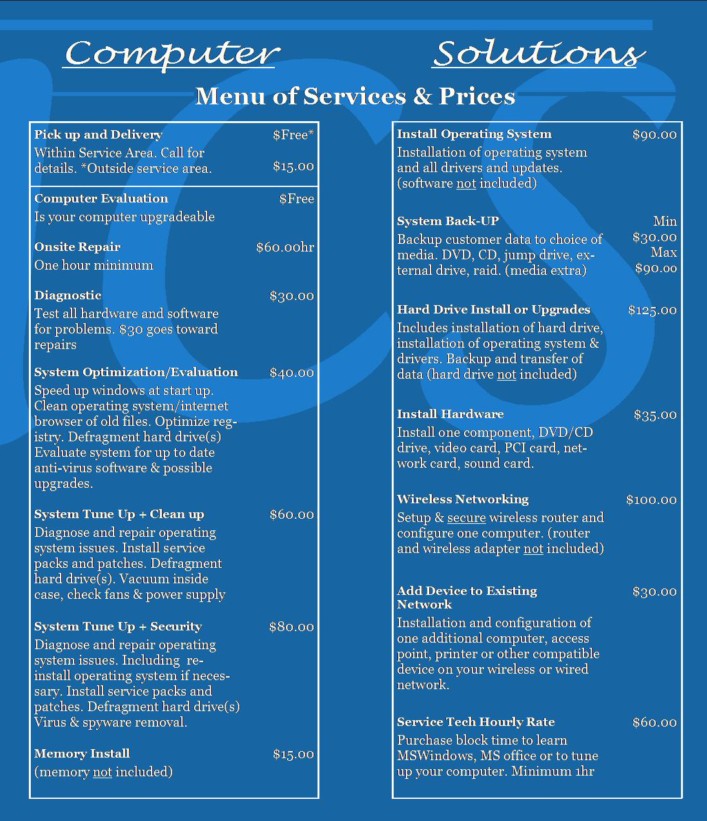 Computer Solutions
Menu of Services & Prices
Pick up and Delivery $Free*
Within Service Area. Call for
details. *Outside service area. $15.00
Computer Evaluation $Free
Is your computer upgradeable
Onsite Repair $60.00hr
One hour minimum
Diagnostic $30.00
Test all hardware and software
for problems. $30 goes toward
repairs
System Optimization/Evaluation $40.00
Speed up windows at start up.
Clean operating system/internet
browser of old files. Optimize reg-
istry. Defragment hard drive(s)
Evaluate system for up to date
anti-virus software & possible
upgrades.
System Tune Up + Clean up $60.00
Diagnose and repair operating
system issues. Install service
packs and patches. Defragment
hard drive(s). Vacuum inside
case, check fans & power supply
System Tune Up + Security $80.00
Diagnose and repair operating
system issues. Including re-
install operating system if neces-
sary. Install service packs and
patches. Defragment hard drive(s)
Virus & spyware removal.
Memory Install $15.00
(memory not included)
Install Operating System $90.00
Installation of operating system
and all drivers and updates.
(software not included)
System Back-UP Min
Backup customer data to choice of $30.00
media. DVD, CD, jump drive, ex- Max
ternal drive, raid. (media extra) $90.00
Hard Drive Install or Upgrades $125.00
Includes installation of hard drive,
installation of operating system &
drivers. Backup and transfer of
data (hard drive not included)
Install Hardware $35.00
Install one component, DVD/CD
drive, video card, PCI card, net-
work card, sound card.
Wireless Networking $100.00
Setup & secure wireless router and
configure one computer. (router
and wireless adapter not included)
Add Device to Existing $30.00
Network
Installation and configuration of
one additional computer, access
point, printer or other compatible
device on your wireless or wired
network.
Service Tech Hourly Rate $60.00
Purchase block time to learn
MSWindows, MS office or to tune
up your computer. Minimum 1hr